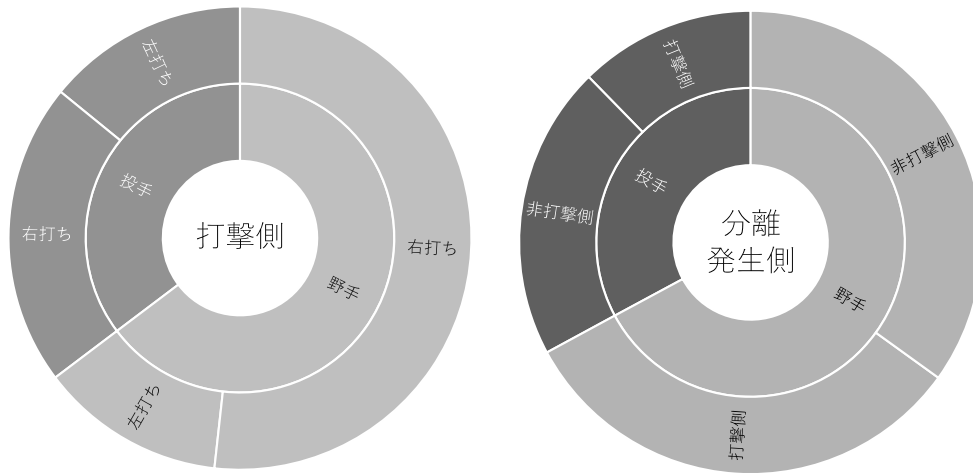 打撃側
投手
野手
左打ち
右打ち
右打ち
左打ち
分離
発生側
投手
野手
打撃側
非打撃側
非打撃側
打撃側